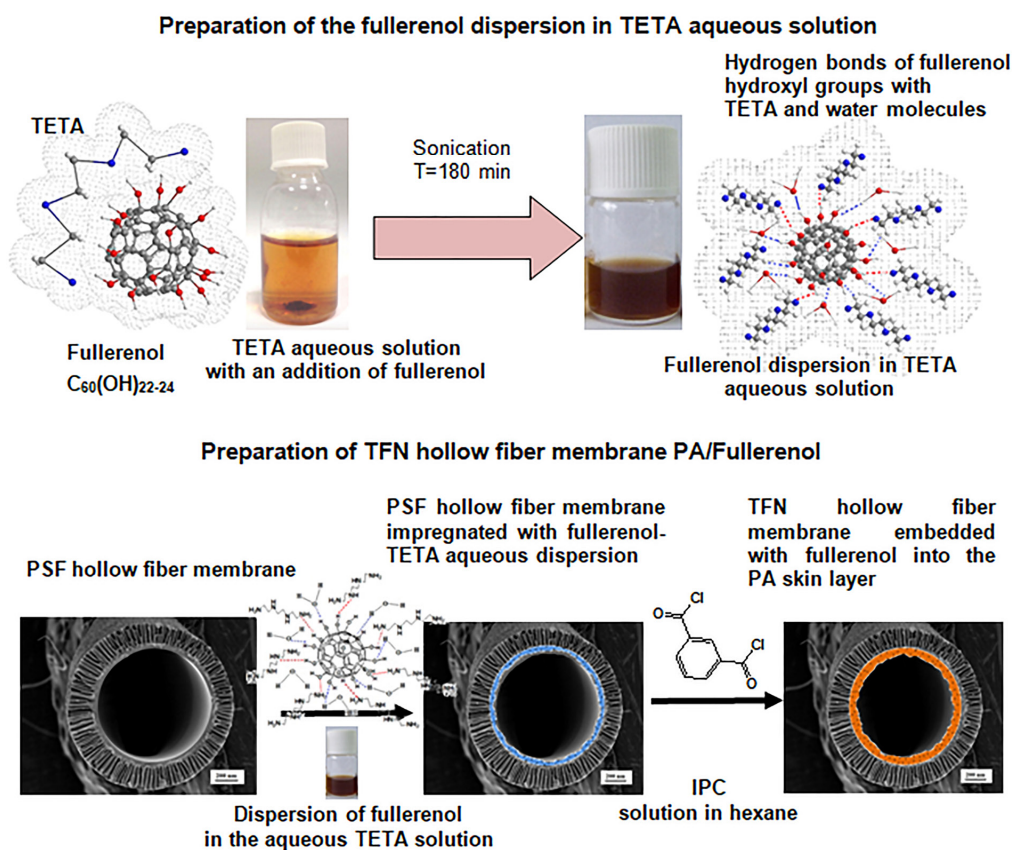 Preparation of the fullerenol dispersion in TETA aqueous solution
TETA
Sonication
T=180 min
Hydrogen bonds of fullerenol
hydroxyl groups with
TETA and water molecules
Fullerenol
C₆₀(OH)₂₂₋₂₄
TETA aqueous solution
with an addition of fullerenol
Fullerenol dispersion in TETA
aqueous solution
Preparation of TFN hollow fiber membrane PA/Fullerenol
PSF hollow fiber membrane
PSF hollow fiber membrane
impregnated with fullerenol-
TETA aqueous dispersion
TFN hollow fiber
membrane embedded
with fullerenol into the
PA skin layer
Cl
O
Cl
O
200 nm
200 nm
200 nm
Dispersion of fullerenol
in the aqueous TETA solution
IPC
solution in hexane